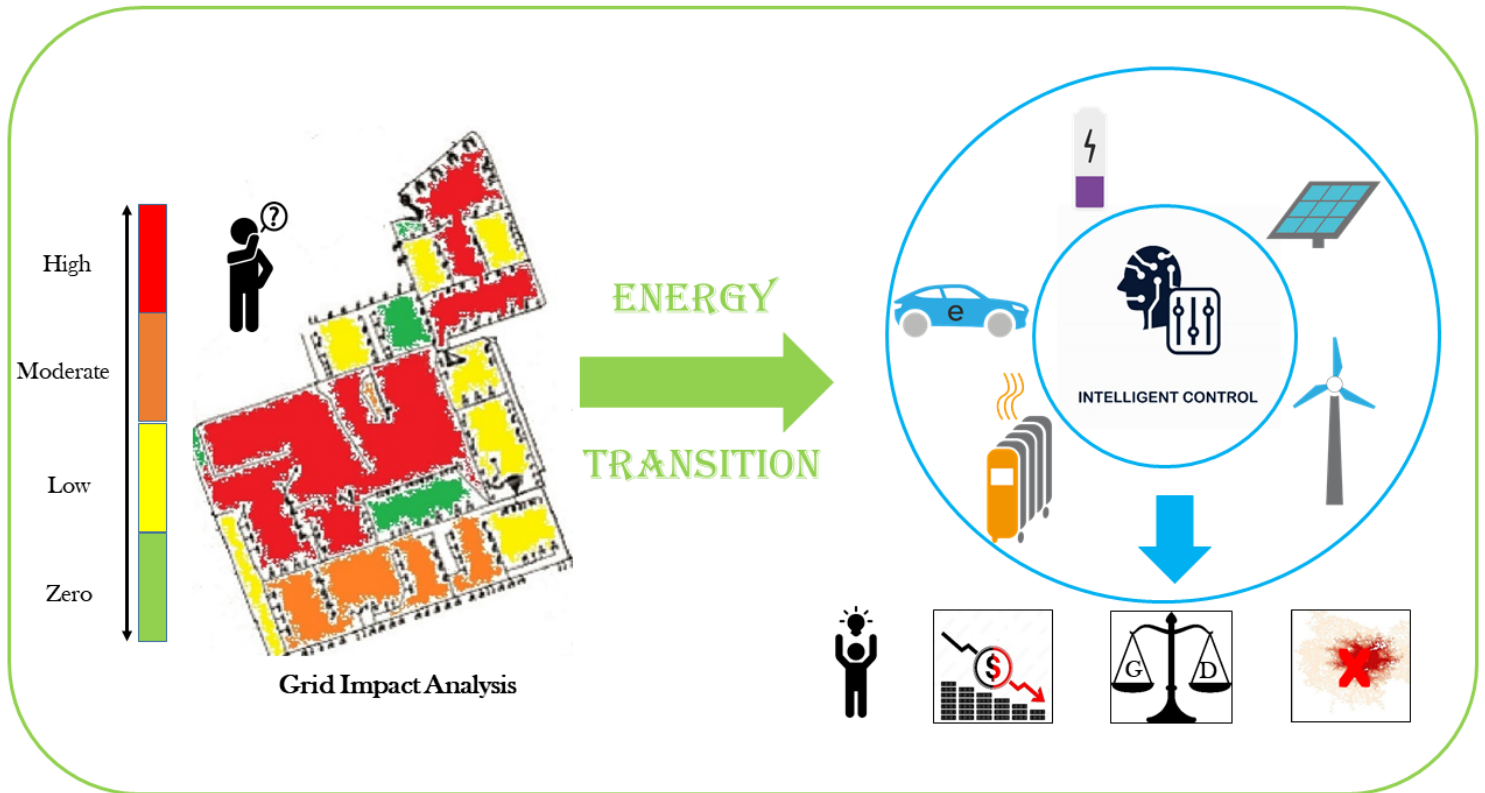 High
Moderate
Low
Zero
?
Grid Impact Analysis
ENERGY
TRANSITION
e
INTELLIGENT CONTROL
$
G
D
X